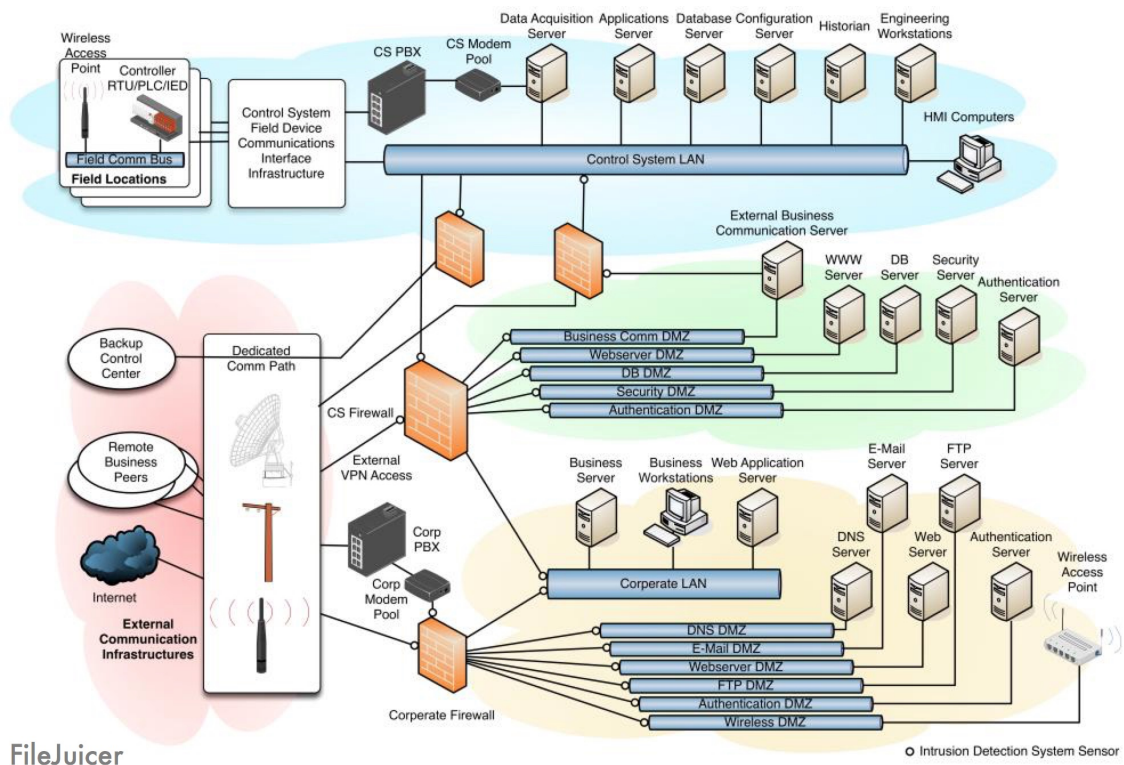 Data Acquisition
Server
Applications
Server
Database
Server
Configuration
Server
Historian
Engineering
Workstations
Wireless
Access
Point
Controller
RTU/PLC/IED
CS PBX
CS Modem
Pool
Control System
Field Device
Communications
Interface
Infrastructure
HMI Computers
Field Comm Bus
Field Locations
Control System LAN
External Business
Communication Server
WWW
Server
DB
Server
Security
Server
Authentication
Server
Backup
Control
Center
Dedicated
Comm Path
Business Comm DMZ
Webserver DMZ
DB DMZ
Security DMZ
Authentication DMZ
CS Firewall
Remote
Business
Peers
External
VPN Access
Business
Server
Business
Workstations
Web Application
Server
E-Mail
Server
FTP
Server
Corp
PBX
DNS
Server
Web
Server
Authentication
Server
Wireless
Access
Point
Internet
Corp
Modem
Pool
Corperate LAN
External
Communication
Infrastructures
DNS DMZ
E-Mail DMZ
Webserver DMZ
FTP DMZ
Authentication DMZ
Wireless DMZ
Corperate Firewall
FileJuicer
Intrusion Detection System Sensor